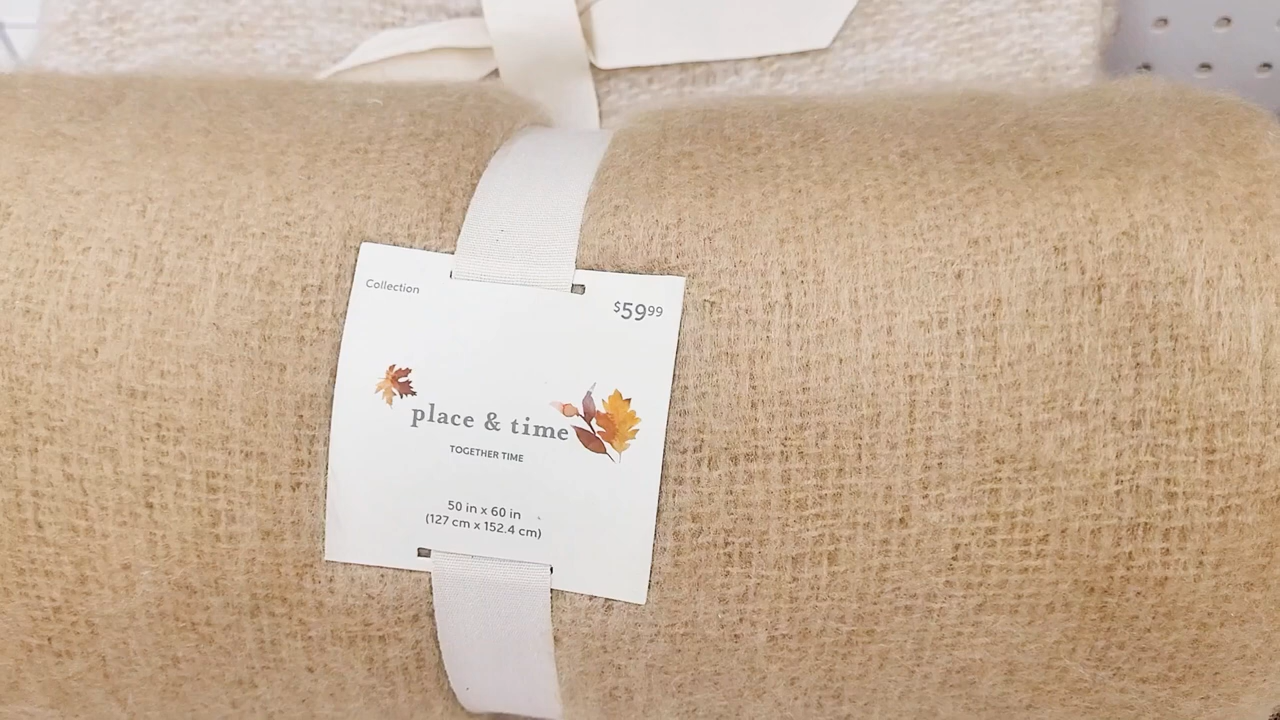 Collection
$59.99
place & time
TOGETHER TIME
50 in x 60 in
(127 cm x 152.4 cm)